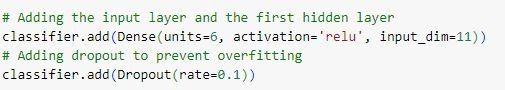 # Adding the input layer and the first hidden layer
classifier.add(Dense(units=6, activation='relu', input_dim=11))
# Adding dropout to prevent overfitting
classifier.add(Dropout(rate=0.1))